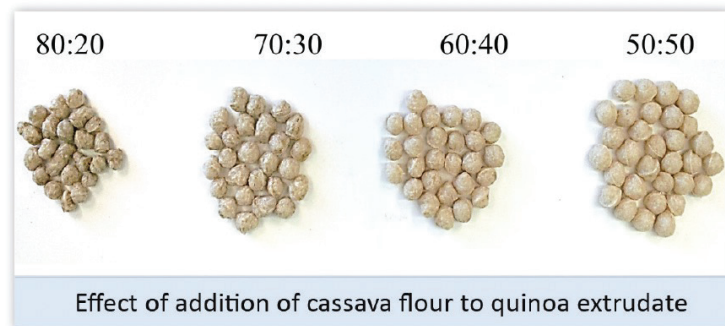 80:20 70:30 60:40 50:50
Effect of addition of cassava flour to quinoa extrudate